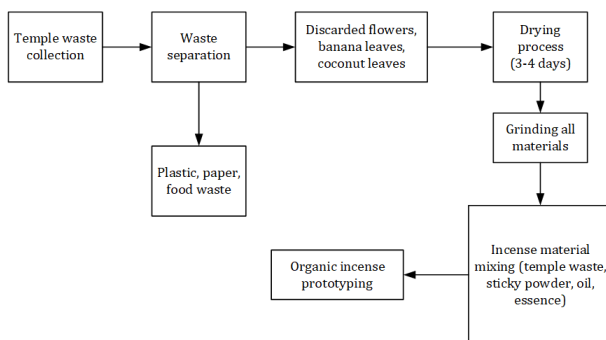 Temple waste
collection
Waste
separation
Discarded flowers,
banana leaves,
coconut leaves
Drying
process
(3-4 days)
Grinding all
materials
Plastic, paper,
food waste
Incense material
mixing (temple waste,
sticky powder, oil,
essence)
Organic incense
prototyping